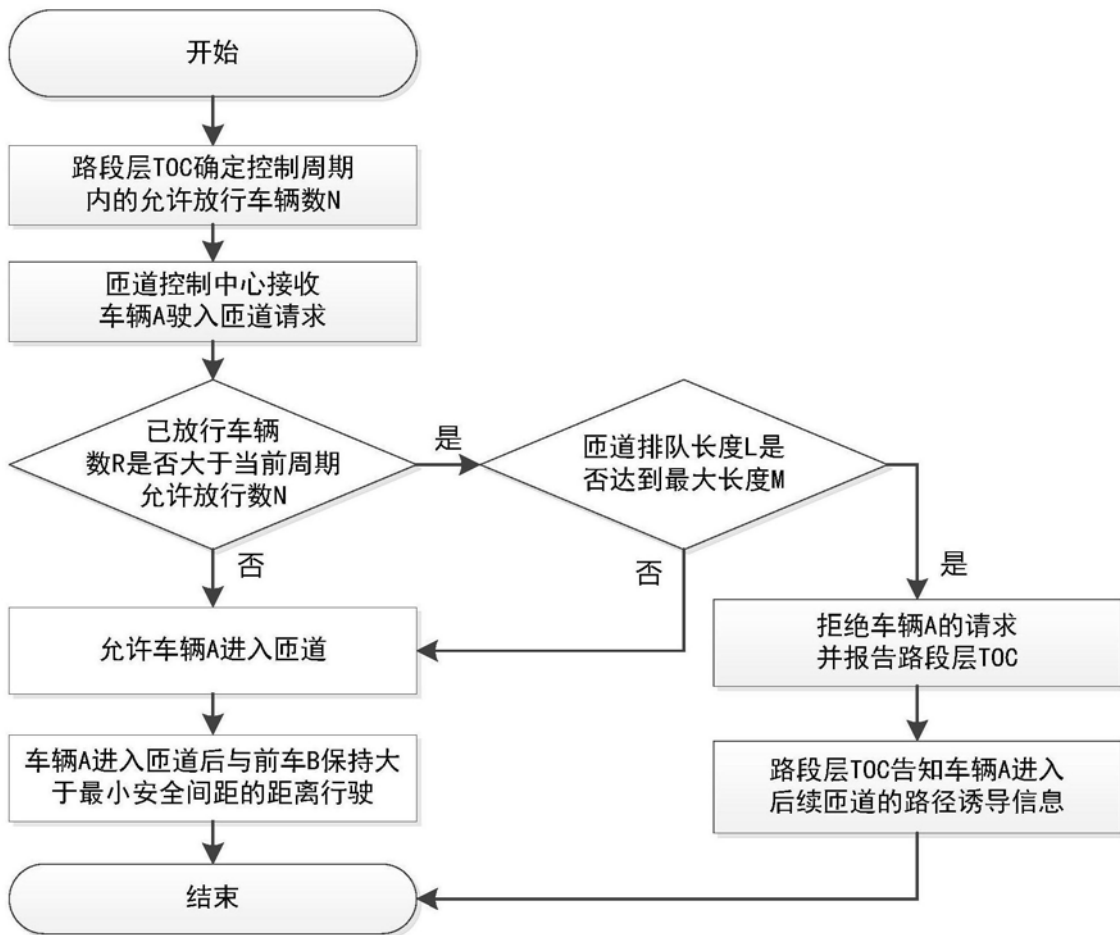 开始
路段层TOC确定控制周期
内的允许放行车辆数N
匝道控制中心接收
车辆A驶入匝道请求
已放行车辆
数R是否大于当前周期
允许放行数N
是
匝道排队长度L是
否达到最大长度M
否
否
是
允许车辆A进入匝道
拒绝车辆A的请求
并报告路段层TOC
车辆A进入匝道后与前车B保持大
于最小安全间距的距离行驶
路段层TOC告知车辆A进入
后续匝道的路径诱导信息
结束